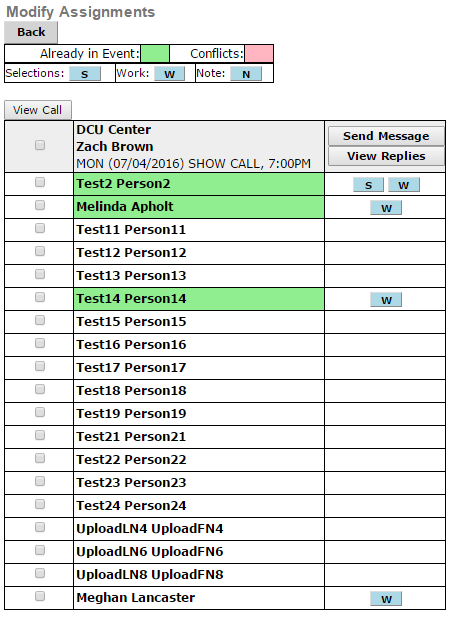 Modify Assignments
Back
Already in Event: Conflicts:
Selections: S Work: W Note: N
View Call
DCU Center
Zach Brown
MON (07/04/2016) SHOW CALL, 7:00PM
Send Message
View Replies
Test2 Person2 S W
Melinda Apholt W
Test11 Person11
Test12 Person12
Test13 Person13
Test14 Person14 W
Test15 Person15
Test16 Person16
Test17 Person17
Test18 Person18
Test19 Person19
Test21 Person21
Test22 Person22
Test23 Person23
Test24 Person24
UploadLN4 UploadFN4
UploadLN6 UploadFN6
UploadLN8 UploadFN8
Meghan Lancaster W